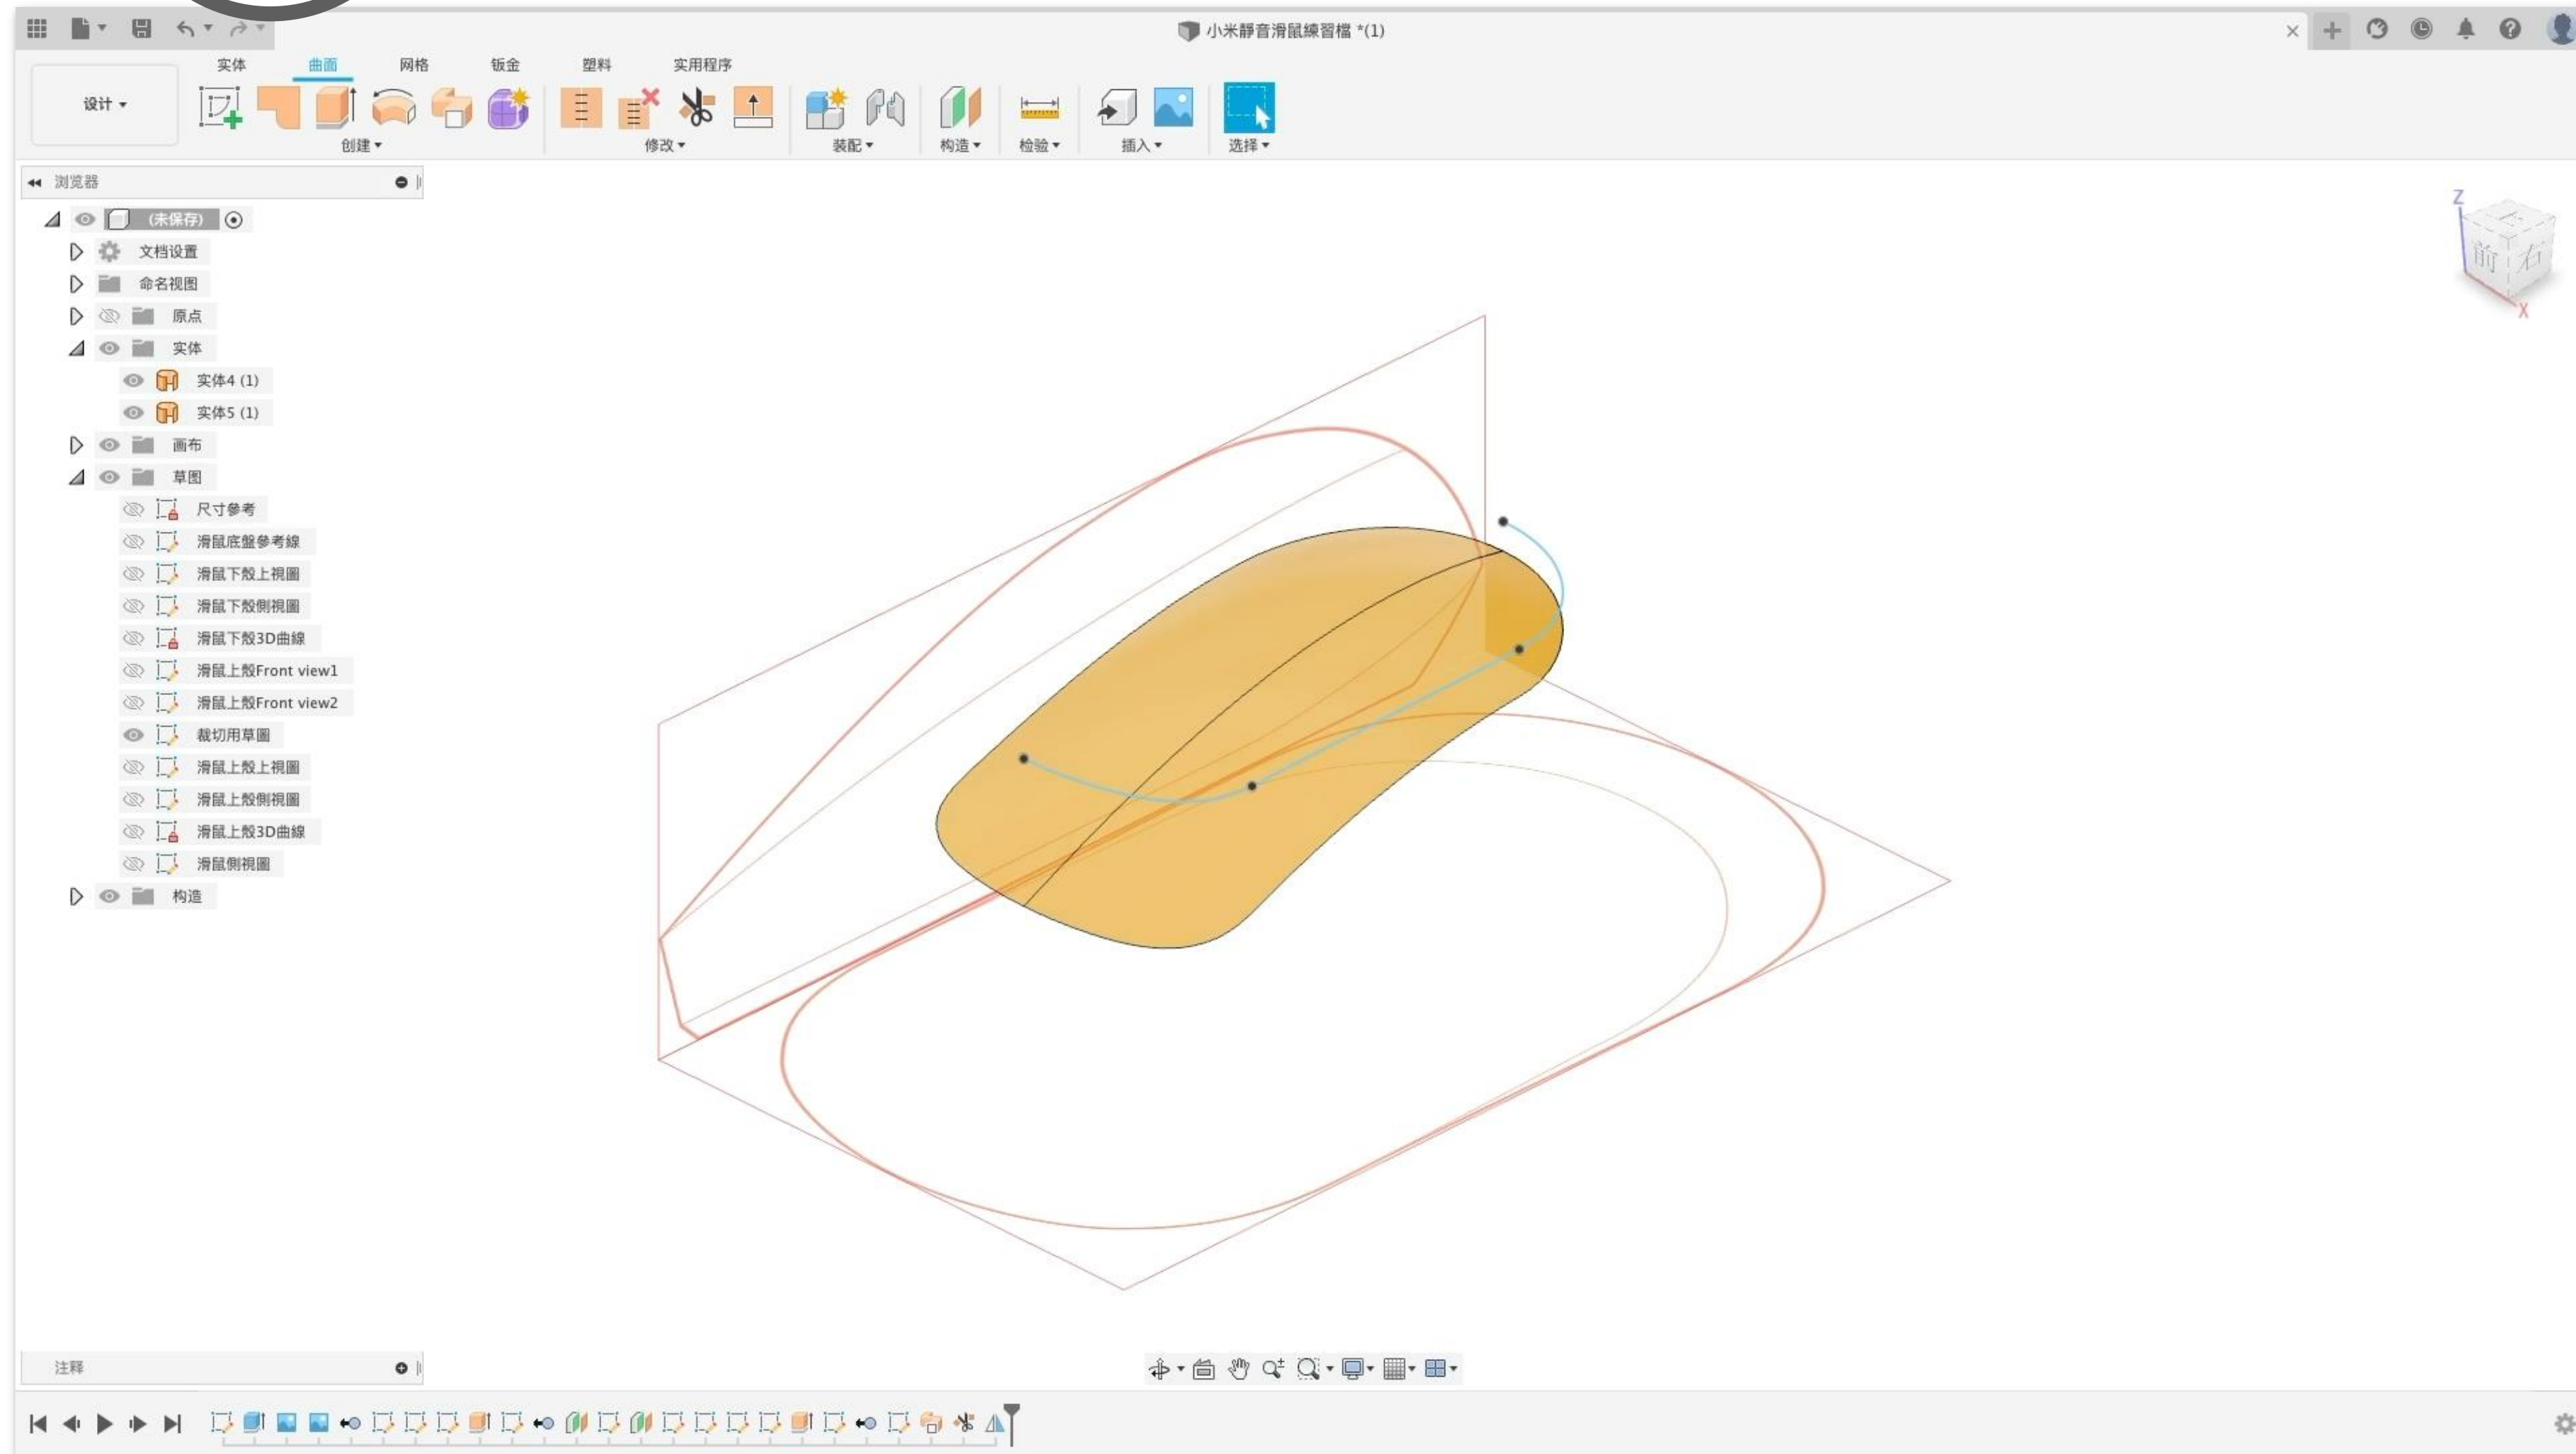 小米靜音滑鼠練習檔 *(1)
实体 曲面 网格 钣金 塑料 实用程序
设计
创建 修改 装配 构造 检验 插入 选择
浏览器
(未保存)
文档设置
命名视图
原点
实体
实体4 (1)
实体5 (1)
画布
草图
尺寸參考
滑鼠底盤參考線
滑鼠下殼上視圖
滑鼠下殼側視圖
滑鼠下殼3D曲線
滑鼠上殼Front view1
滑鼠上殼Front view2
裁切用草圖
滑鼠上殼上視圖
滑鼠上殼側視圖
滑鼠上殼3D曲線
滑鼠側視圖
构造
Z
上
前 右
X
注释